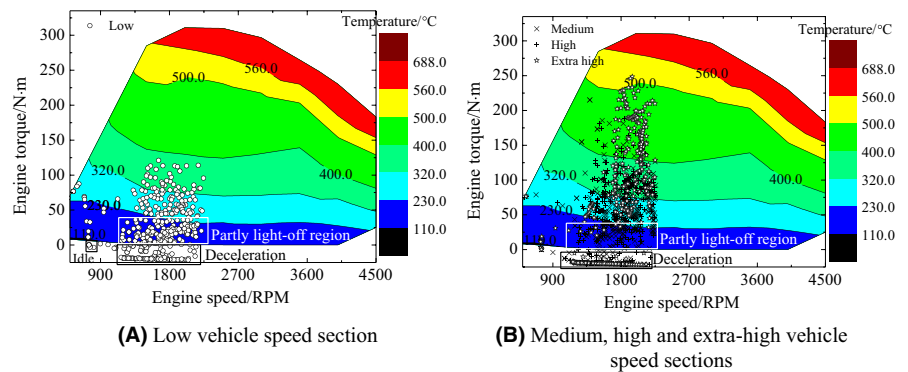 Temperature/°C
Low
Engine torque/N·m
300
250
200
150
100
50
0
500.0
560.0
320.0
400.0
230.0
Partly light-off region
Idle
Deceleration
900
1800
2700
3600
4500
Engine speed/RPM
688.0
560.0
500.0
400.0
320.0
230.0
110.0
(A) Low vehicle speed section
Temperature/°C
Medium
High
Extra high
Engine torque/N·m
300
250
200
150
100
50
0
500.0
560.0
320.0
400.0
230.0
Partly light-off region
Deceleration
900
1800
2700
3600
4500
Engine speed/RPM
688.0
560.0
500.0
400.0
320.0
230.0
110.0
(B) Medium, high and extra-high vehicle
speed sections